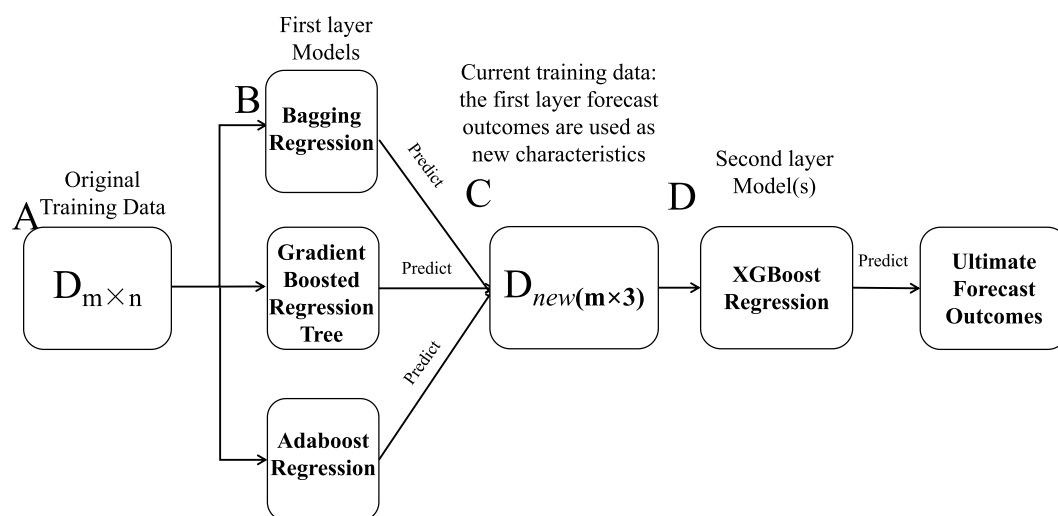 A
Original
Training Data
D_m×n
First layer
Models
B
Bagging
Regression
Gradient
Boosted
Regression
Tree
Adaboost
Regression
Predict
Predict
Predict
Current training data:
the first layer forecast
outcomes are used as
new characteristics
C
D_new(m×3)
D
Second layer
Model(s)
XGBoost
Regression
Predict
Ultimate
Forecast
Outcomes